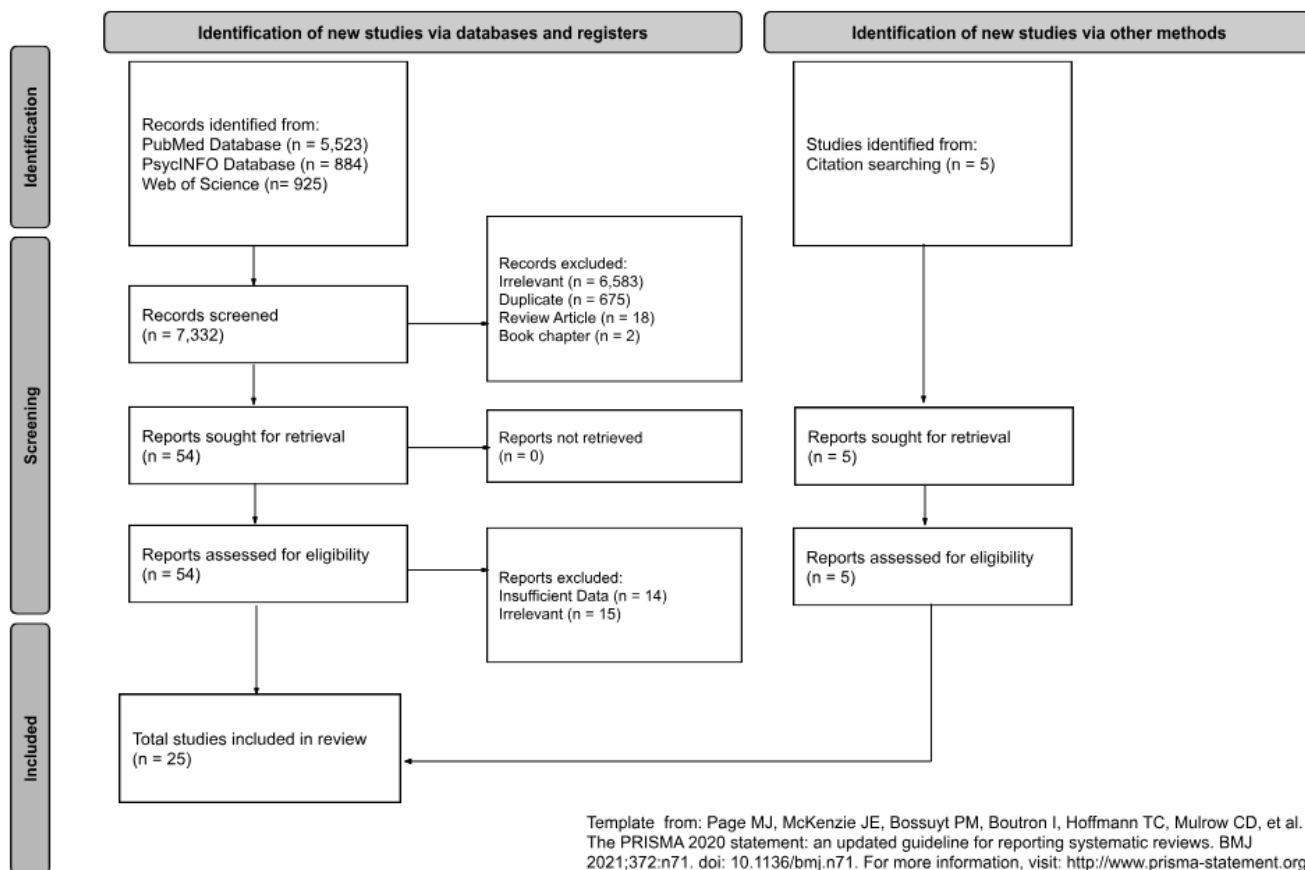 Identification of new studies via databases and registers
Identification of new studies via other methods
Identification
Records identified from:
PubMed Database (n = 5,523)
PsycINFO Database (n = 884)
Web of Science (n= 925)
Studies identified from:
Citation searching (n = 5)
Screening
Records screened
(n = 7,332)
Records excluded:
Irrelevant (n = 6,583)
Duplicate (n = 675)
Review Article (n = 18)
Book chapter (n = 2)
Reports sought for retrieval
(n = 54)
Reports not retrieved
(n = 0)
Reports sought for retrieval
(n = 5)
Reports assessed for eligibility
(n = 54)
Reports excluded:
Insufficient Data (n = 14)
Irrelevant (n = 15)
Reports assessed for eligibility
(n = 5)
Included
Total studies included in review
(n = 25)
Template from: Page MJ, McKenzie JE, Bossuyt PM, Boutron I, Hoffmann TC, Mulrow CD, et al.
The PRISMA 2020 statement: an updated guideline for reporting systematic reviews. BMJ
2021;372:n71. doi: 10.1136/bmj.n71. For more information, visit: http://www.prisma-statement.org